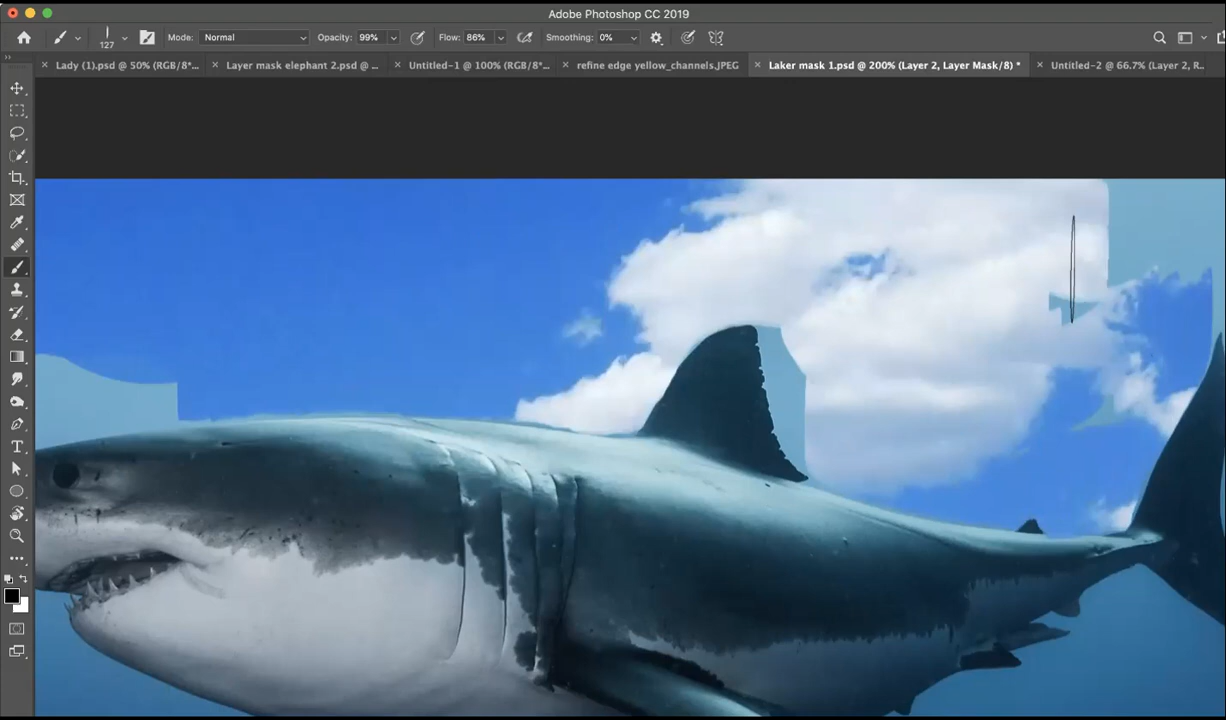 Adobe Photoshop CC 2019
127 Mode: Normal Opacity: 99% Flow: 86% Smoothing: 0%
Lady (1).psd @ 50% (RGB/8*... Layer mask elephant 2.psd @ ... Untitled-1 @ 100% (RGB/8*... refine edge yellow_channels.JPEG Laker mask 1.psd @ 200% (Layer 2, Layer Mask/8) * Untitled-2 @ 66.7% (Layer 2, R...
T